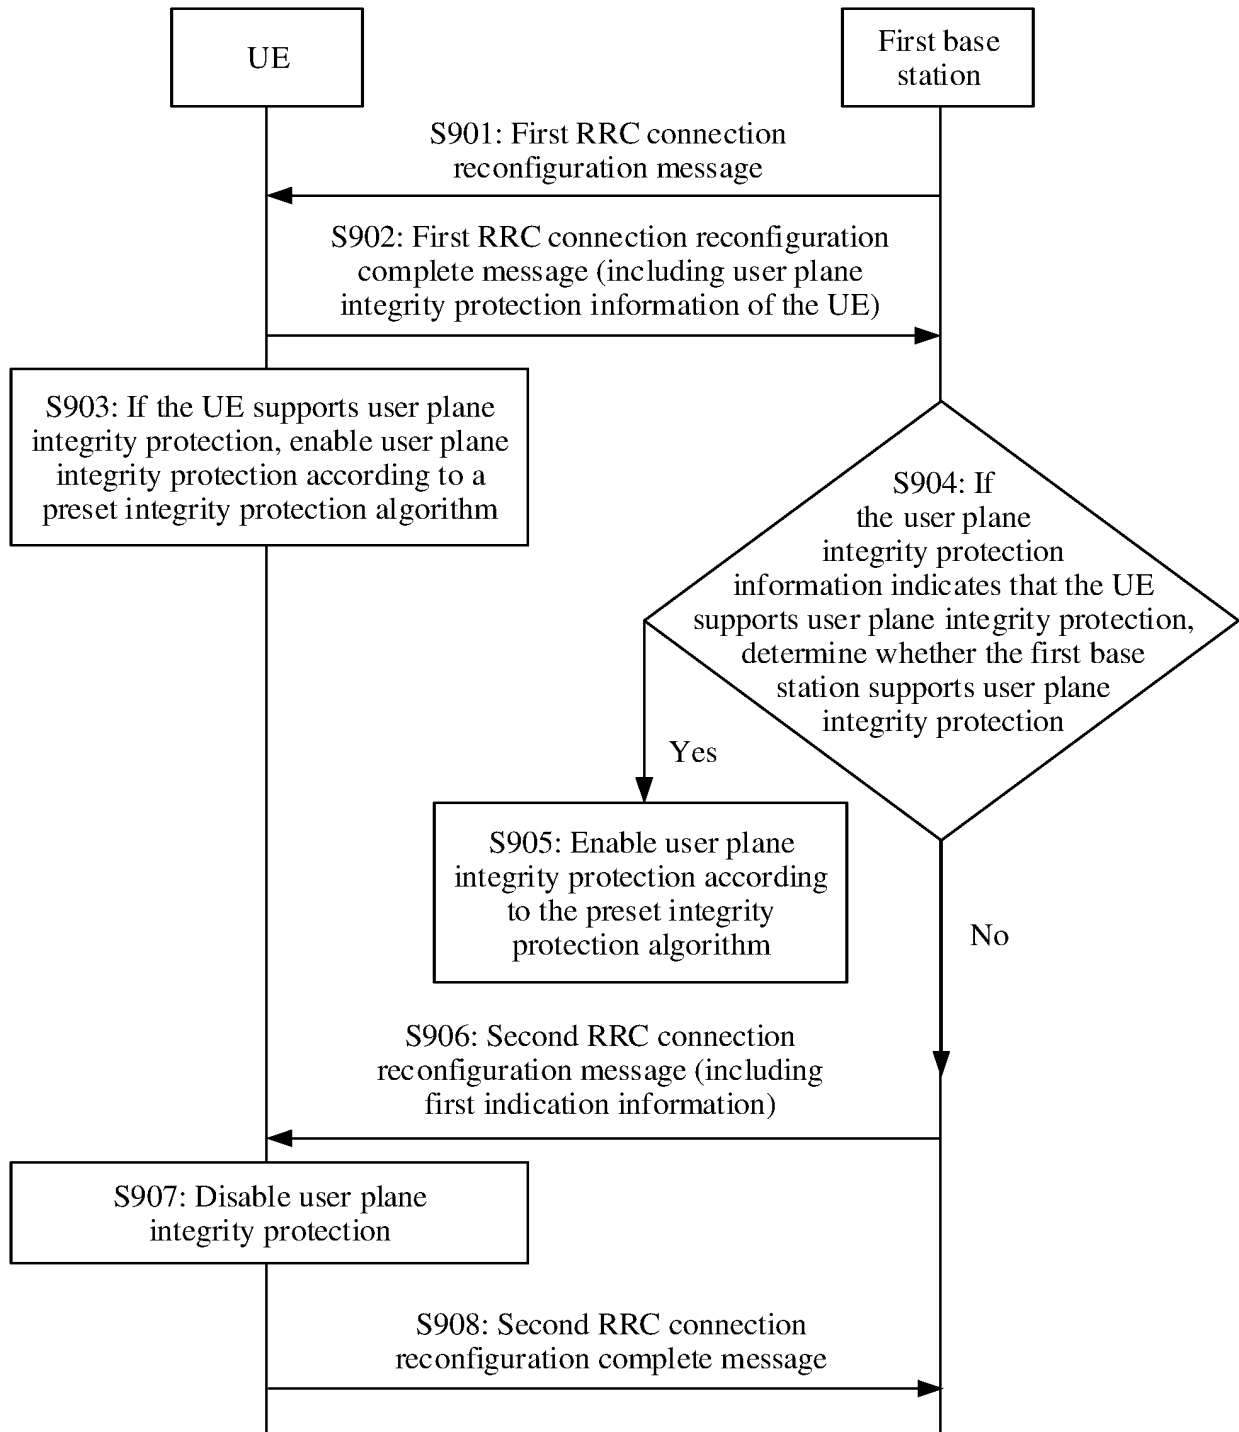 UE
First base
station
S901: First RRC connection
reconfiguration message
S902: First RRC connection reconfiguration
complete message (including user plane
integrity protection information of the UE)
S903: If the UE supports user plane
integrity protection, enable user plane
integrity protection according to a
preset integrity protection algorithm
S904: If
the user plane
integrity protection
information indicates that the UE
supports user plane integrity protection,
determine whether the first base
station supports user plane
integrity protection
Yes
S905: Enable user plane
integrity protection according
to the preset integrity
protection algorithm
No
S906: Second RRC connection
reconfiguration message (including
first indication information)
S907: Disable user plane
integrity protection
S908: Second RRC connection
reconfiguration complete message